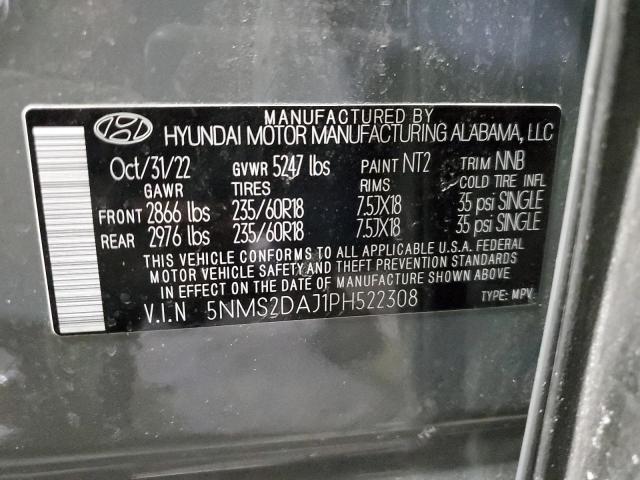 MANUFACTURED BY
HYUNDAI MOTOR MANUFACTURING ALABAMA, LLC
Oct/31/22 GVWR 5247 lbs PAINT NT2 TRIM NNB
GAWR TIRES RIMS COLD TIRE INFL
FRONT 2866 lbs 235/60R18 7.5JX18 35 psi SINGLE
REAR 2976 lbs 235/60R18 7.5JX18 35 psi SINGLE
THIS VEHICLE CONFORMS TO ALL APPLICABLE U.S.A. FEDERAL
MOTOR VEHICLE SAFETY AND THEFT PREVENTION STANDARDS
IN EFFECT ON THE DATE OF MANUFACTURE SHOWN ABOVE.
V.I.N 5NMS2DAJ1PH522308 TYPE: MPV